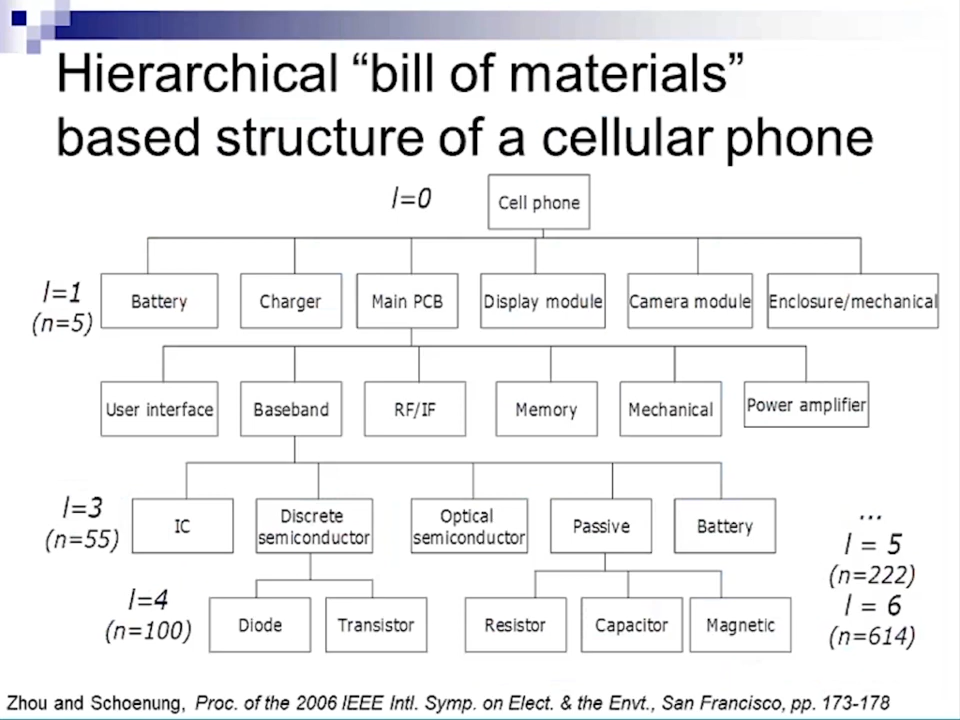 Hierarchical “bill of materials”
based structure of a cellular phone
l=0
Cell phone
l=1
(n=5)
Battery
Charger
Main PCB
Display module
Camera module
Enclosure/mechanical
User interface
Baseband
RF/IF
Memory
Mechanical
Power amplifier
l=3
(n=55)
IC
Discrete
semiconductor
Optical
semiconductor
Passive
Battery
...
l = 5
(n=222)
l = 6
(n=614)
l=4
(n=100)
Diode
Transistor
Resistor
Capacitor
Magnetic
Zhou and Schoenung, Proc. of the 2006 IEEE Intl. Symp. on Elect. & the Envt., San Francisco, pp. 173-178